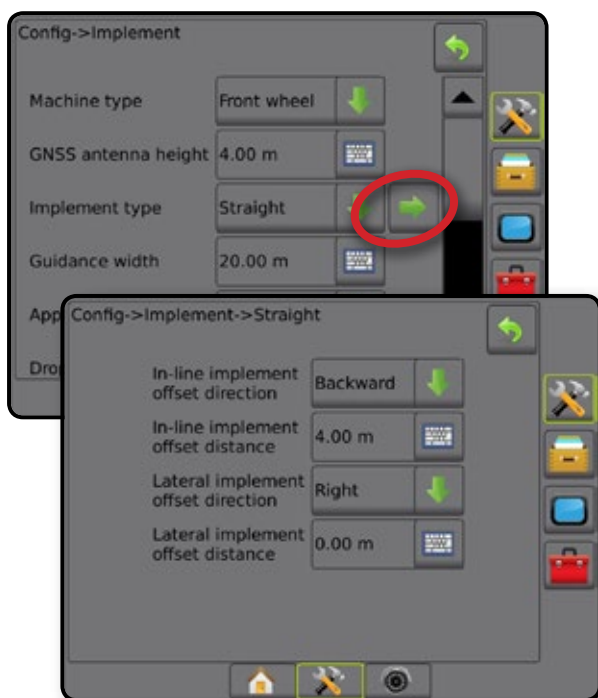 Config->Implement
Machine type Front wheel
GNSS antenna height 4.00 m
Implement type Straight
Guidance width 20.00 m
App
Dro
Config->Implement->Straight
In-line implement
offset direction Backward
In-line implement
offset distance 4.00 m
Lateral implement
offset direction Right
Lateral implement
offset distance 0.00 m